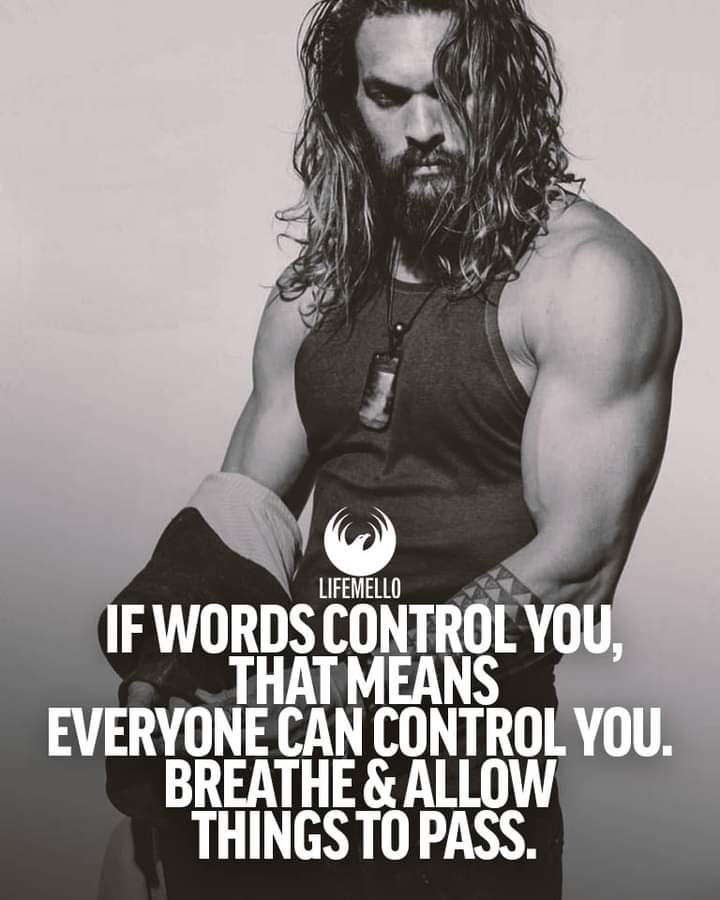 LIFEMELLO
IF WORDS CONTROL YOU,
THAT MEANS
EVERYONE CAN CONTROL YOU.
BREATHE & ALLOW
THINGS TO PASS.